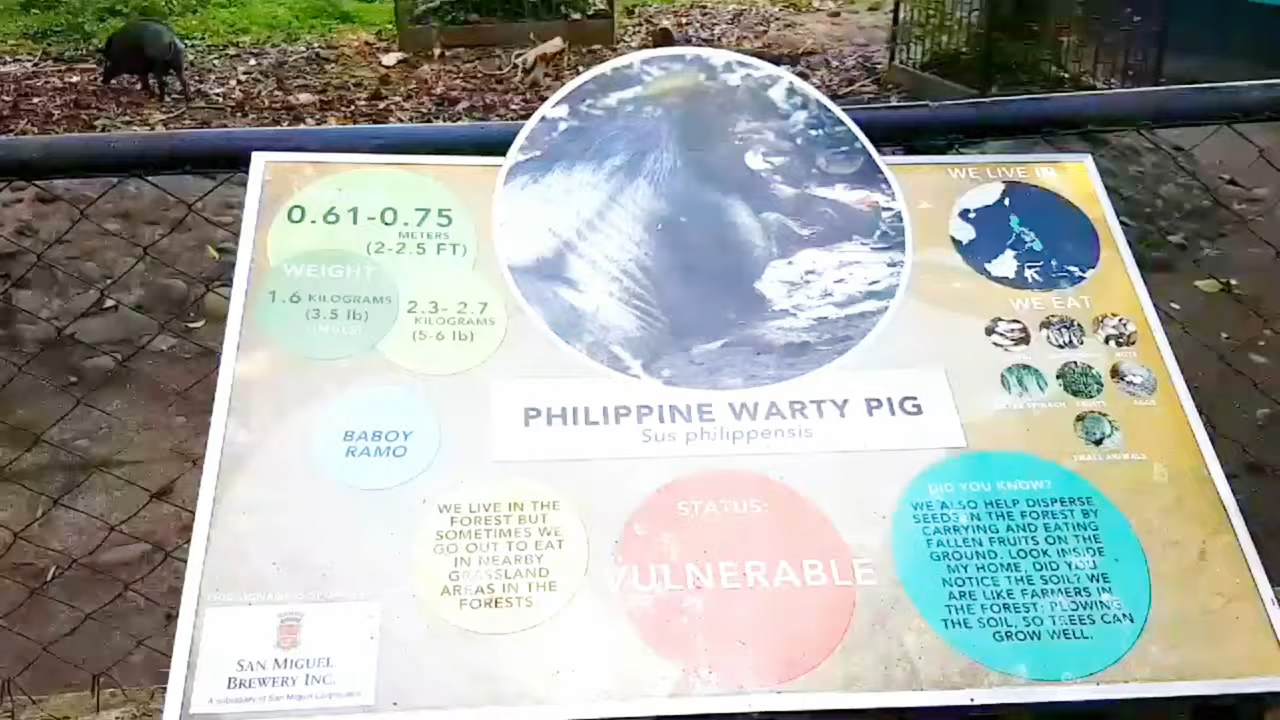 0.61-0.75
METERS
(2-2.5 FT)
WEIGHT
1.6 KILOGRAMS
(3.5 lb)
2.3- 2.7
KILOGRAMS
(5-6 lb)
BABOY
RAMO
PHILIPPINE WARTY PIG
Sus philippensis
WE LIVE IN
WE EAT
FRUITS
SMALL ANIMALS
WE LIVE IN THE
FOREST BUT
SOMETIMES WE
GO OUT TO EAT
IN NEARBY
GRASSLAND
AREAS IN THE
FORESTS
STATUS:
VULNERABLE
DID YOU KNOW?
WE ALSO HELP DISPERSE
SEEDS IN THE FOREST BY
CARRYING AND EATING
FALLEN FRUITS ON THE
GROUND. LOOK INSIDE
MY HOME, DID YOU
NOTICE THE SOIL? WE
ARE LIKE FARMERS IN
THE FOREST: PLOWING
THE SOIL, SO TREES CAN
GROW WELL.
SAN MIGUEL
BREWERY INC.
A subsidiary of San Miguel Corporation